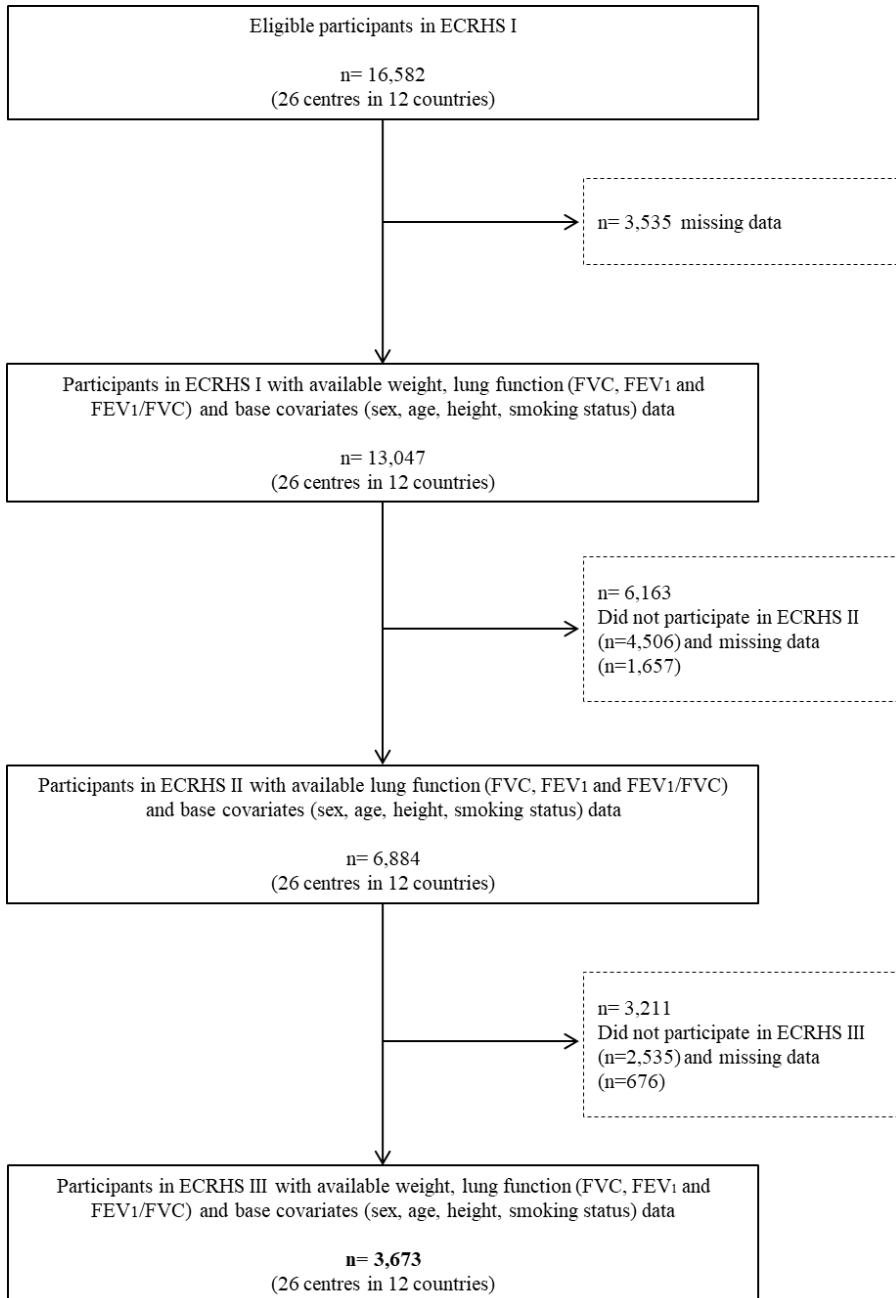 Eligible participants in ECRHS I
n= 16,582
(26 centres in 12 countries)
n= 3,535 missing data
Participants in ECRHS I with available weight, lung function (FVC, FEV1 and
FEV1/FVC) and base covariates (sex, age, height, smoking status) data
n= 13,047
(26 centres in 12 countries)
n= 6,163
Did not participate in ECRHS II
(n=4,506) and missing data
(n=1,657)
Participants in ECRHS II with available lung function (FVC, FEV1 and FEV1/FVC)
and base covariates (sex, age, height, smoking status) data
n= 6,884
(26 centres in 12 countries)
n= 3,211
Did not participate in ECRHS III
(n=2,535) and missing data
(n=676)
Participants in ECRHS III with available weight, lung function (FVC, FEV1 and
FEV1/FVC) and base covariates (sex, age, height, smoking status) data
n= 3,673
(26 centres in 12 countries)